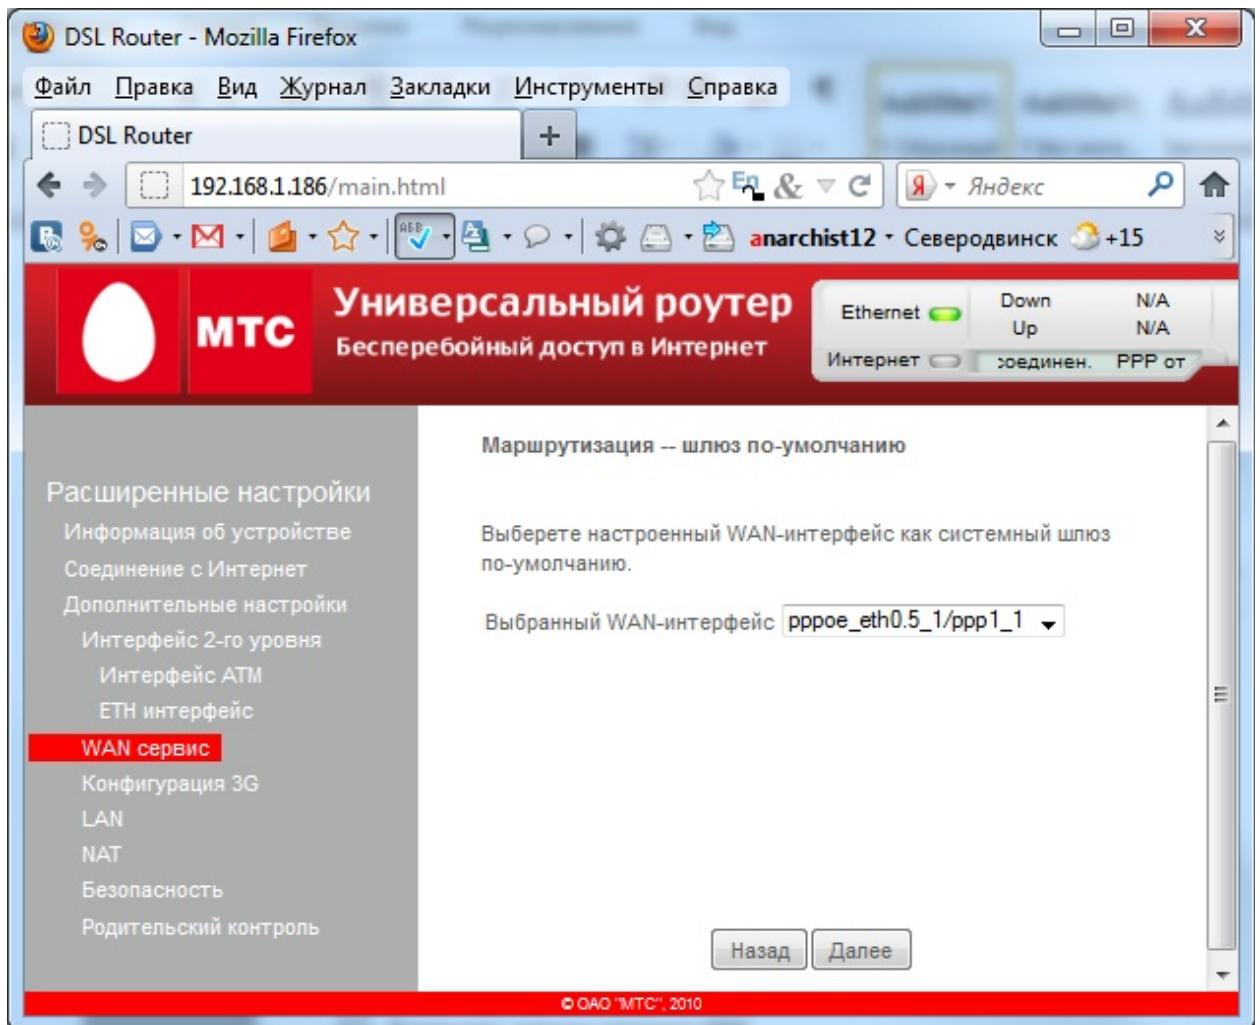 DSL Router - Mozilla Firefox
Файл Правка Вид Журнал Закладки Инструменты Справка
DSL Router
192.168.1.186/main.html
Яндекс
anarchist12 Северодвинск +15
МТС
Универсальный роутер
Бесперебойный доступ в Интернет
Ethernet Down N/A
Up N/A
Интернет соединен. PPP от
Расширенные настройки
Информация об устройстве
Соединение с Интернет
Дополнительные настройки
Интерфейс 2-го уровня
Интерфейс ATM
ETH интерфейс
WAN сервис
Конфигурация 3G
LAN
NAT
Безопасность
Родительский контроль
Маршрутизация -- шлюз по-умолчанию
Выберете настроенный WAN-интерфейс как системный шлюз
по-умолчанию.
Выбранный WAN-интерфейс pppoe_eth0.5_1/ppp1_1
Назад Далее
© ОАО "МТС", 2010